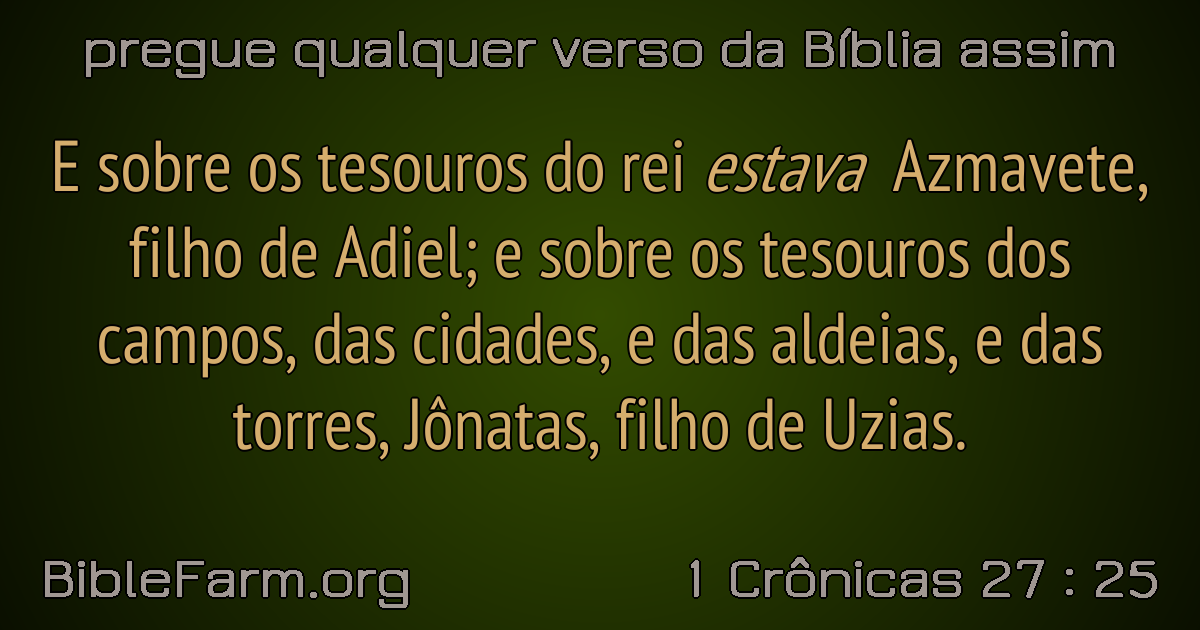 pregue qualquer verso da Bíblia assim
E sobre os tesouros do rei estava Azmavete,
filho de Adiel; e sobre os tesouros dos
campos, das cidades, e das aldeias, e das
torres, Jônatas, filho de Uzias.
BibleFarm.org
1 Crônicas 27 : 25